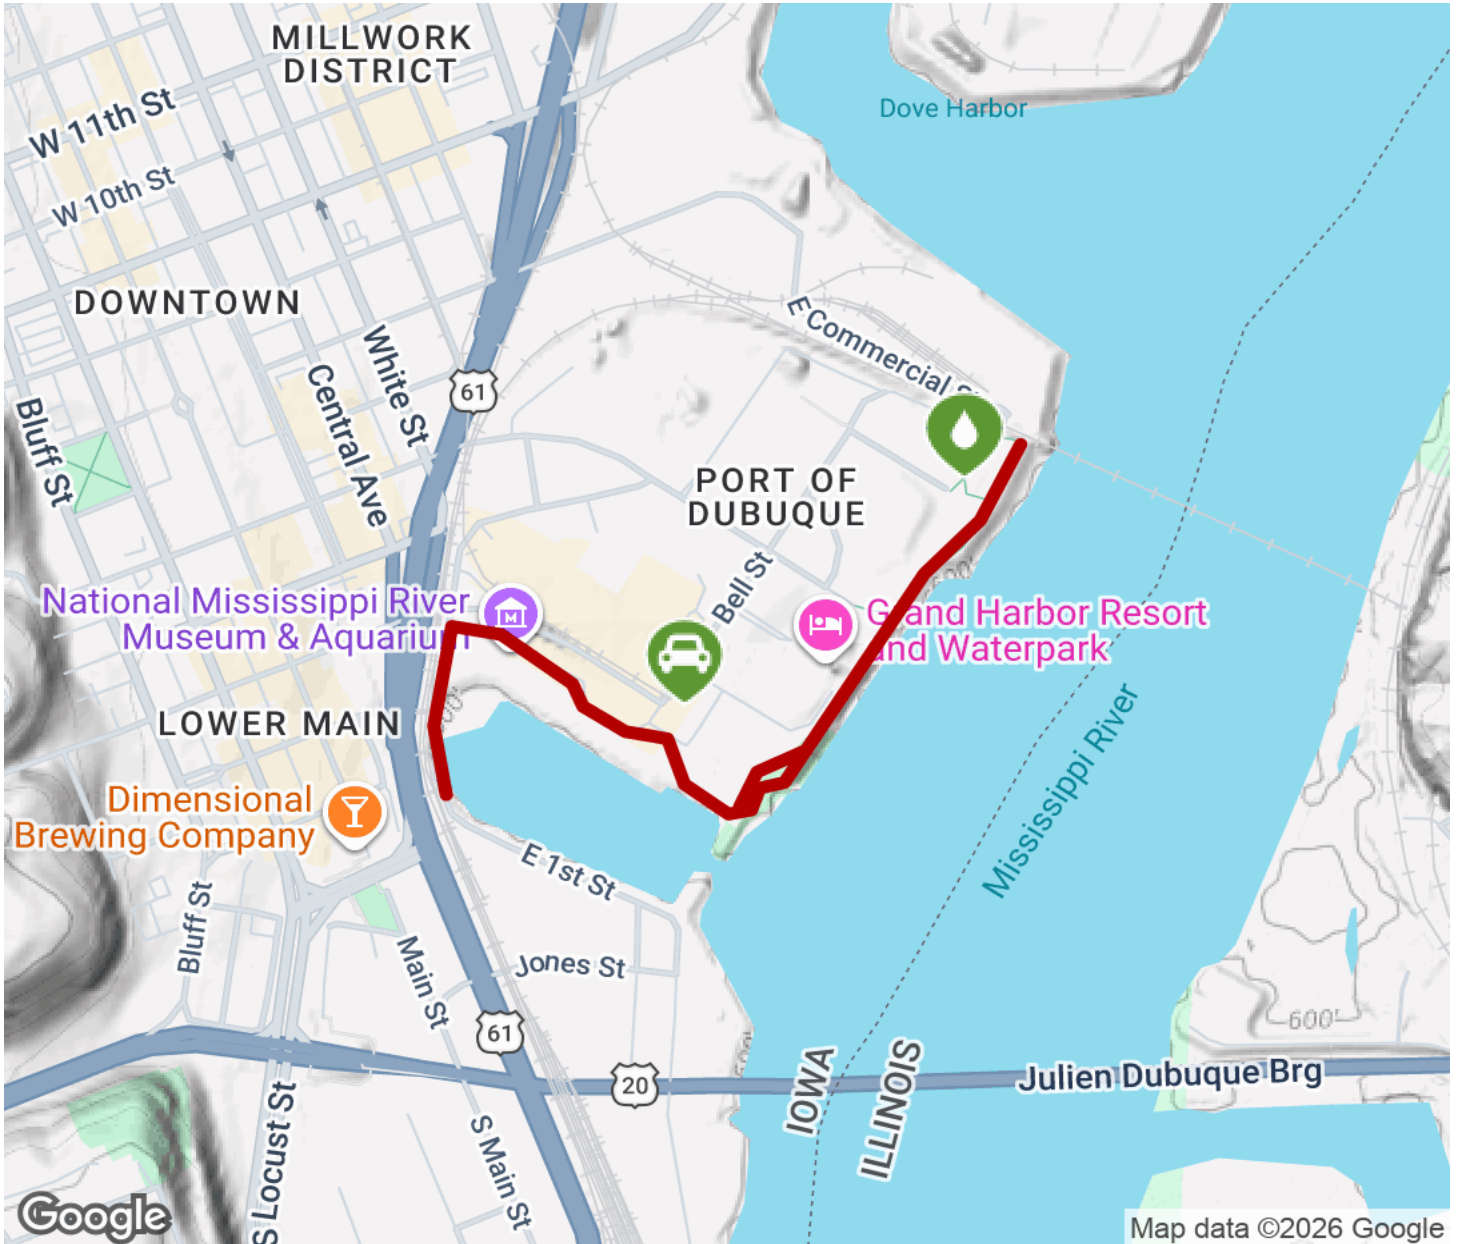 MILLWORK
DISTRICT
Dove Harbor
W 11th St
W 10th St
DOWNTOWN
E Commercial S
White St
61
Central Ave
Bluff St
PORT OF
DUBUQUE
Bell St
National Mississippi River
Museum & Aquarium
Grand Harbor Resort
and Waterpark
600'
LOWER MAIN
Mississippi River
Dimensional
Brewing Company
E 1st St
Bluff St
Main St
Jones St
61
600'
20
Julien Dubuque Brg
IOWA
ILLINOIS
S Locust St
S Main St
Google
Map data ©2026 Google